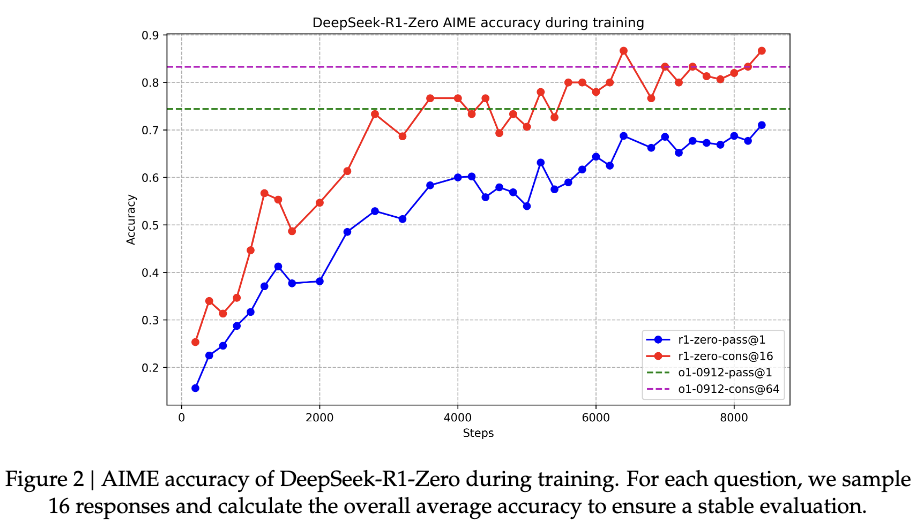 DeepSeek-R1-Zero AIME accuracy during training
0.9
0.8
0.7
0.6
0.5
0.4
0.3
0.2
Accuracy
0 2000 4000 6000 8000
Steps
r1-zero-pass@1
r1-zero-cons@16
o1-0912-pass@1
o1-0912-cons@64
Figure 2 | AIME accuracy of DeepSeek-R1-Zero during training. For each question, we sample
16 responses and calculate the overall average accuracy to ensure a stable evaluation.